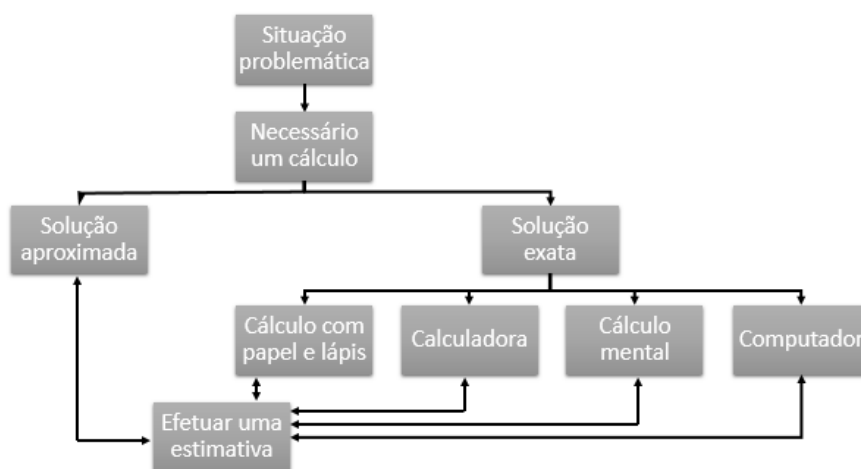 Situação
problemática
Necessário
um cálculo
Solução
aproximada
Solução
exata
Cálculo com
papel e lápis
Calculadora
Cálculo
mental
Computador
Efetuar uma
estimativa